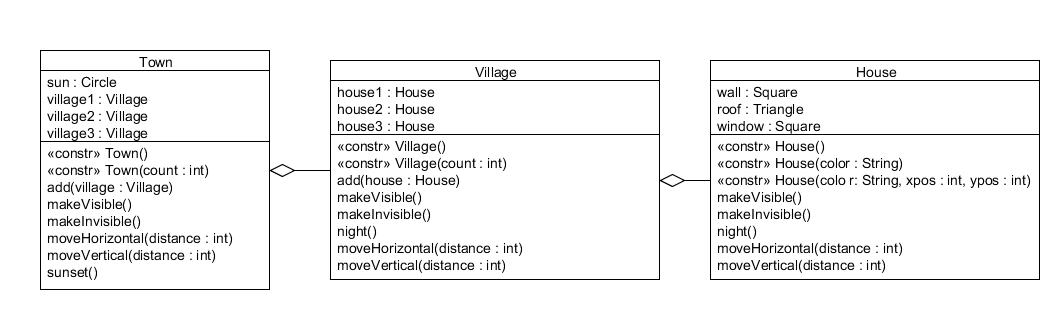 Town
sun : Circle
village1 : Village
village2 : Village
village3 : Village
«constr» Town()
«constr» Town(count : int)
add(village : Village)
makeVisible()
makeInvisible()
moveHorizontal(distance : int)
moveVertical(distance : int)
sunset()
Village
house1 : House
house2 : House
house3 : House
«constr» Village()
«constr» Village(count : int)
add(house : House)
makeVisible()
makeInvisible()
night()
moveHorizontal(distance : int)
moveVertical(distance : int)
House
wall : Square
roof : Triangle
window : Square
«constr» House()
«constr» House(color : String)
«constr» House(colo r: String, xpos : int, ypos : int)
makeVisible()
makeInvisible()
night()
moveHorizontal(distance : int)
moveVertical(distance : int)